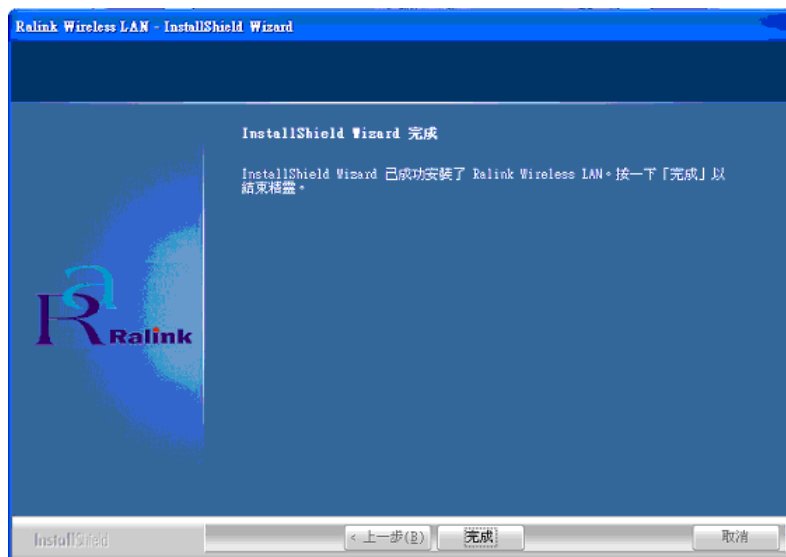 Ralink Wireless LAN - InstallShield Wizard
InstallShield Wizard 完成
InstallShield Wizard 已成功安裝了 Ralink Wireless LAN。按一下「完成」以
結束精靈。
Ra
Ralink
InstallShield
< 上一步(B)
完成
取消